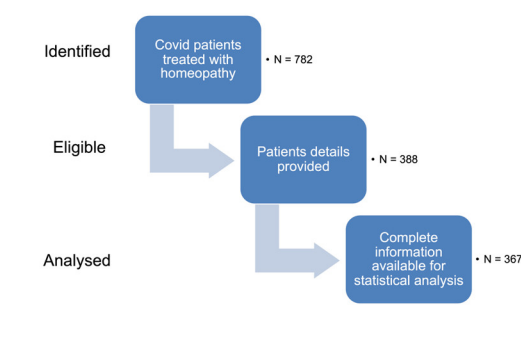 Identified
Covid patients
treated with
homeopathy
• N = 782
Eligible
Patients details
provided
• N = 388
Analysed
Complete
information
available for
statistical analysis
• N = 367